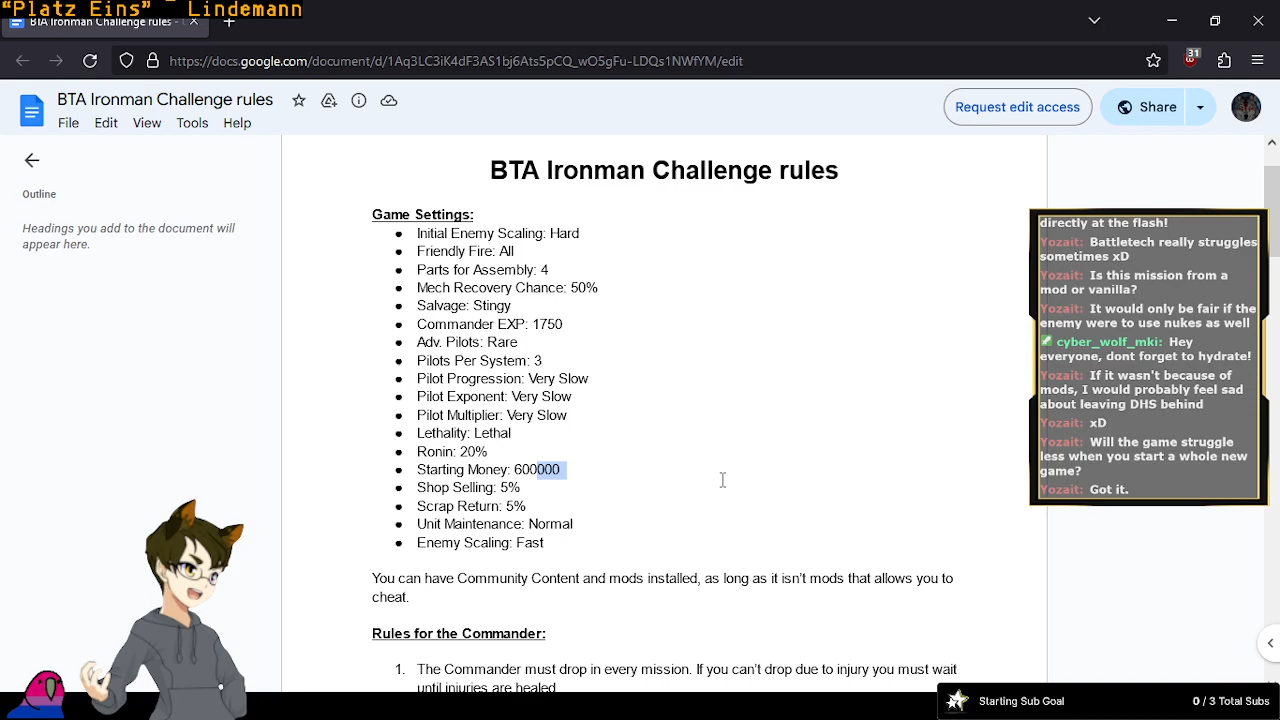 “Platz Eins” - Lindemann
BTA Ironman Challenge rules -
https://docs.google.com/document/d/1Aq3LC3iK4dF3AS1bj6Ats5pCQ_wO5gFu-LDQs1NWfYM/edit
31
BTA Ironman Challenge rules
File Edit View Tools Help
Request edit access
Share
Outline
Headings you add to the document will
appear here.
BTA Ironman Challenge rules
Game Settings:
● Initial Enemy Scaling: Hard
● Friendly Fire: All
● Parts for Assembly: 4
● Mech Recovery Chance: 50%
● Salvage: Stingy
● Commander EXP: 1750
● Adv. Pilots: Rare
● Pilots Per System: 3
● Pilot Progression: Very Slow
● Pilot Exponent: Very Slow
● Pilot Multiplier: Very Slow
● Lethality: Lethal
● Ronin: 20%
● Starting Money: 600000
● Shop Selling: 5%
● Scrap Return: 5%
● Unit Maintenance: Normal
● Enemy Scaling: Fast
You can have Community Content and mods installed, as long as it isn’t mods that allows you to
cheat.
Rules for the Commander:
1. The Commander must drop in every mission. If you can’t drop due to injury you must wait
until injuries are healed
directly at the flash!
Yozait: Battletech really struggles
sometimes xD
Yozait: Is this mission from a
mod or vanilla?
Yozait: It would only be fair if the
enemy were to use nukes as well
cyber_wolf_mki: Hey
everyone, dont forget to hydrate!
Yozait: If it wasn't because of
mods, I would probably feel sad
about leaving DHS behind
Yozait: xD
Yozait: Will the game struggle
less when you start a whole new
game?
Yozait: Got it.
Starting Sub Goal
0 / 3 Total Subs